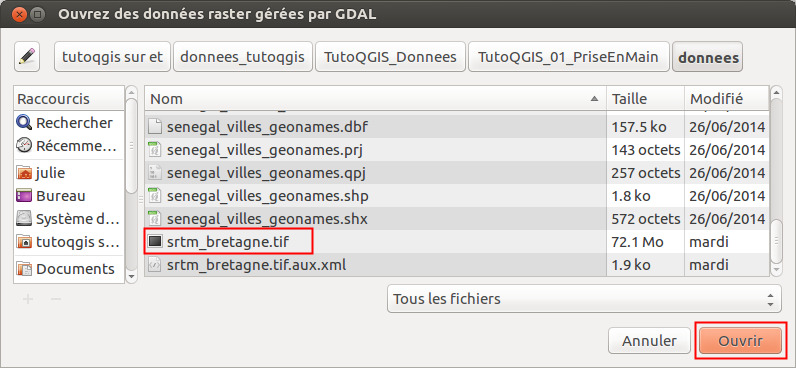 Ouvrez des données raster gérées par GDAL
tutoqgis sur et donnees_tutoqgis TutoQGIS_Donnees TutoQGIS_01_PriseEnMain donnees
Raccourcis
Rechercher
Récemme...
julie
Bureau
Système d...
tutoqgis s...
Documents
Nom Taille Modifié
senegal_villes_geonames.dbf 157.5 ko 26/06/2014
senegal_villes_geonames.prj 143 octets 26/06/2014
senegal_villes_geonames.qpj 257 octets 26/06/2014
senegal_villes_geonames.shp 1.8 ko 26/06/2014
senegal_villes_geonames.shx 572 octets 26/06/2014
srtm_bretagne.tif 72.1 Mo mardi
srtm_bretagne.tif.aux.xml 1.9 ko mardi
Tous les fichiers
Annuler Ouvrir